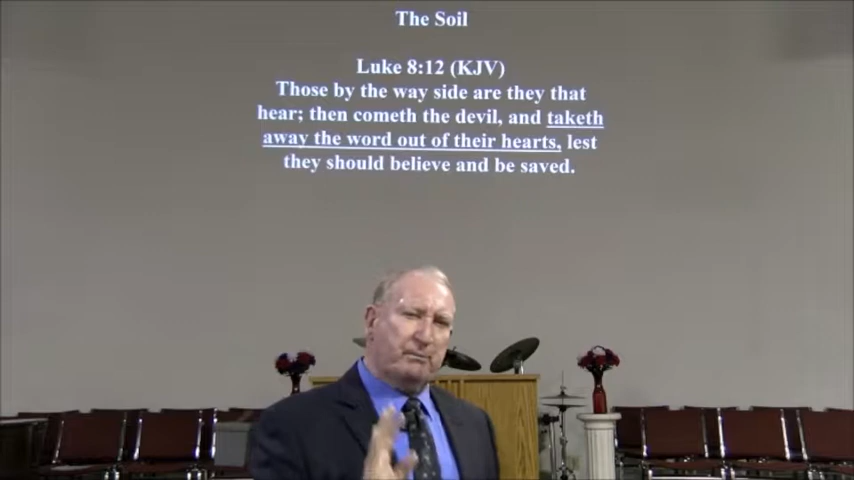 The Soil
Luke 8:12 (KJV)
Those by the way side are they that
hear; then cometh the devil, and taketh
away the word out of their hearts, lest
they should believe and be saved.